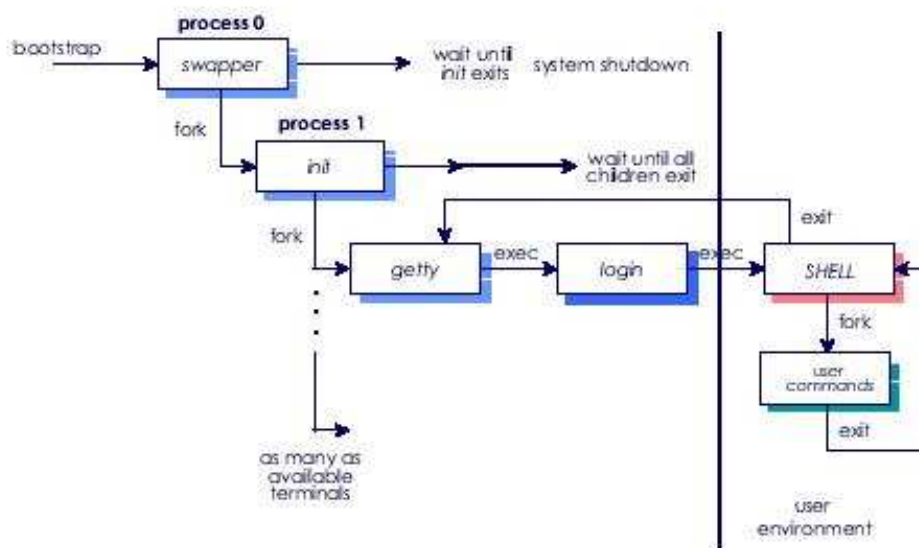 process 0
bootstrap
swapper
wait until
init exits
system shutdown
fork
process 1
init
wait until all
children exit
fork
exit
getty
exec
login
exec
SHELL
fork
user
commands
exit
as many as
available
terminals
user
environment